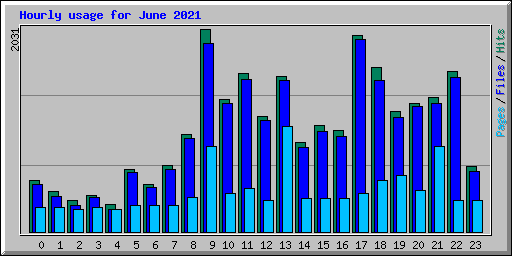 Hourly usage for June 2021
2031
Pages/Files/Hits
0 1 2 3 4 5 6 7 8 9 10 11 12 13 14 15 16 17 18 19 20 21 22 23